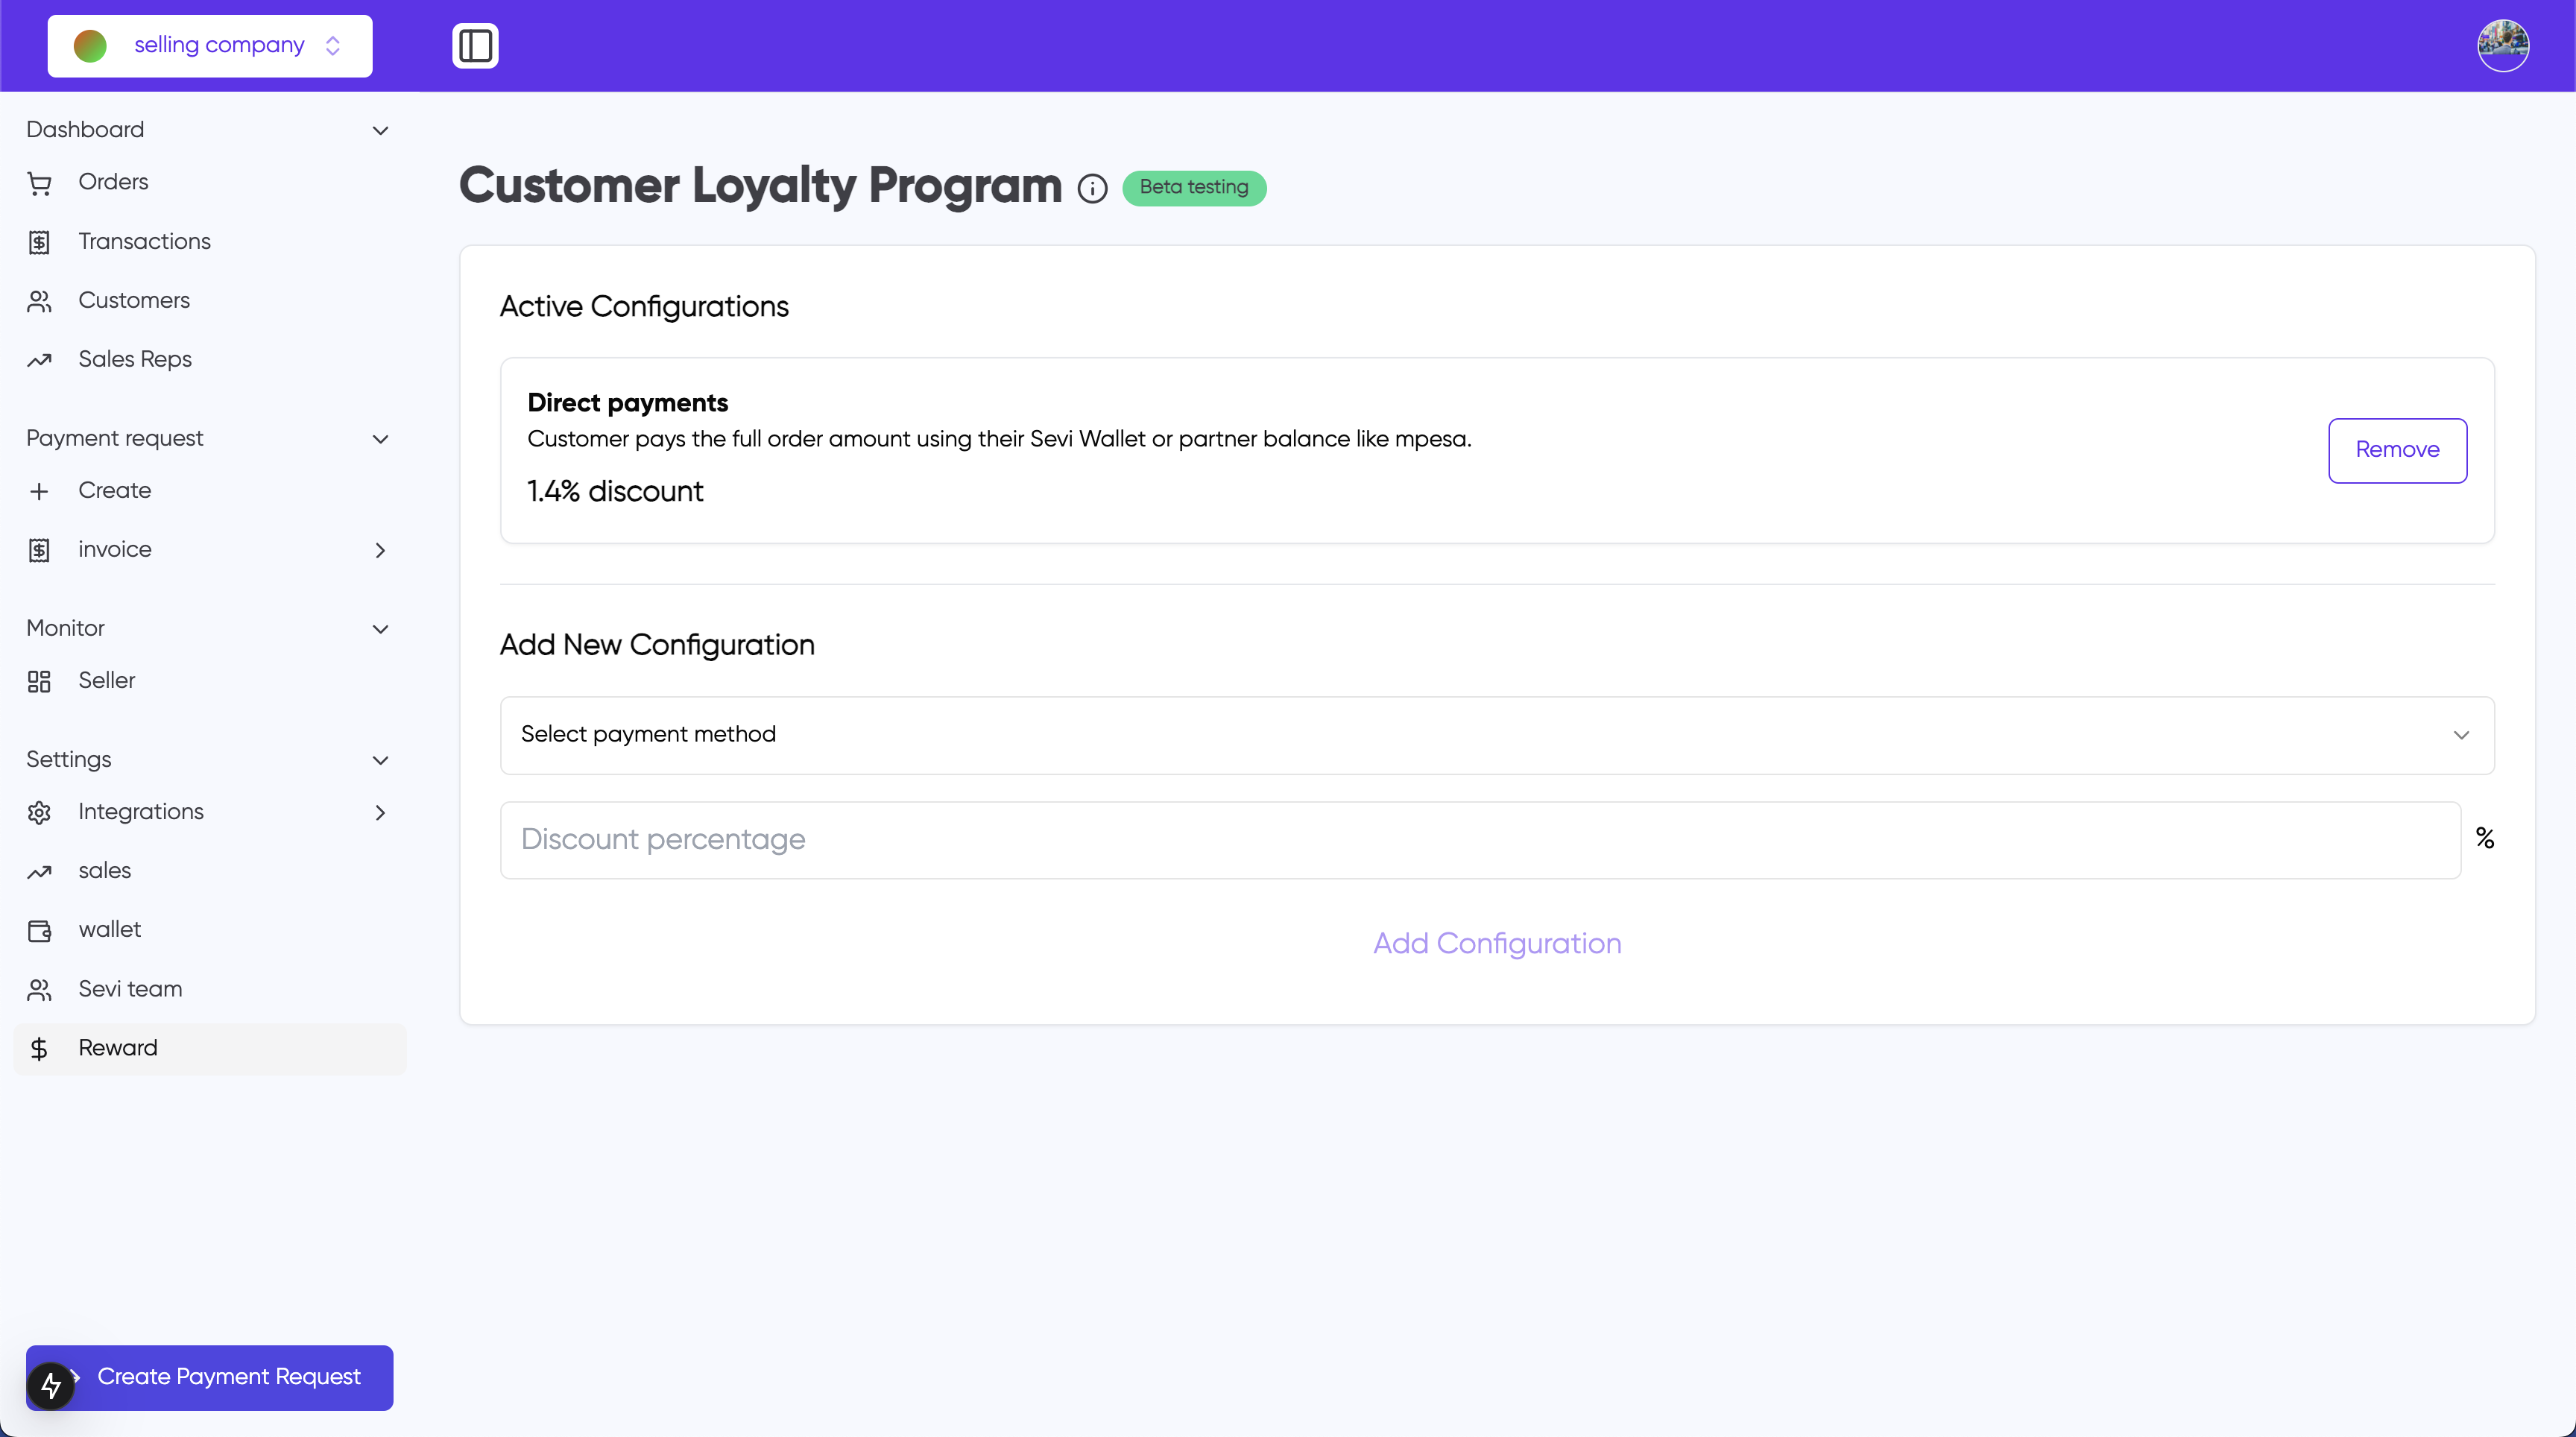 selling company
Dashboard
Orders
Transactions
Customers
Sales Reps
Payment request
Create
invoice
Monitor
Seller
Settings
Integrations
sales
wallet
Sevi team
Reward
Create Payment Request
Customer Loyalty Program
Beta testing
Active Configurations
Direct payments
Customer pays the full order amount using their Sevi Wallet or partner balance like mpesa.
1.4% discount
Remove
Add New Configuration
Select payment method
Discount percentage
%
Add Configuration